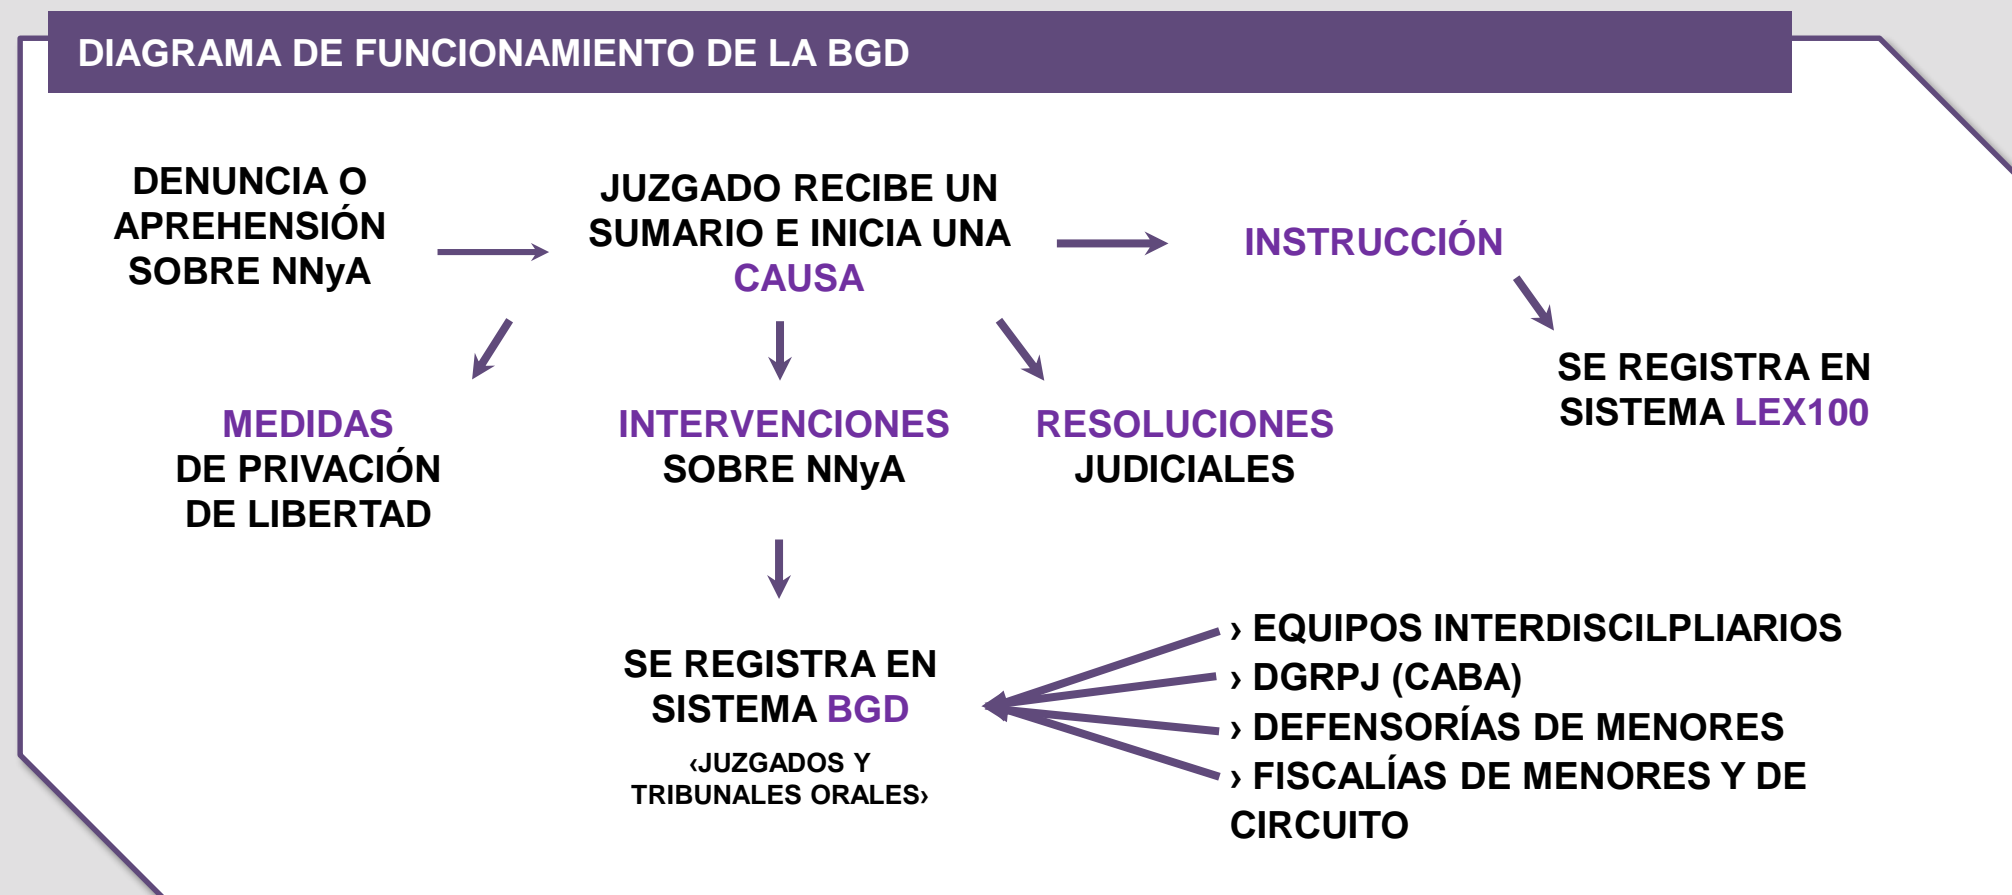 DIAGRAMA DE FUNCIONAMIENTO DE LA BGD
DENUNCIA O
APREHENSIÓN
SOBRE NNyA
JUZGADO RECIBE UN
SUMARIO E INICIA UNA
CAUSA
INSTRUCCIÓN
SE REGISTRA EN
SISTEMA LEX100
MEDIDAS
DE PRIVACIÓN
DE LIBERTAD
INTERVENCIONES
SOBRE NNyA
RESOLUCIONES
JUDICIALES
SE REGISTRA EN
SISTEMA BGD
‹JUZGADOS Y
TRIBUNALES ORALES›
› EQUIPOS INTERDISCILPLIARIOS
› DGRPJ (CABA)
› DEFENSORÍAS DE MENORES
› FISCALÍAS DE MENORES Y DE
CIRCUITO